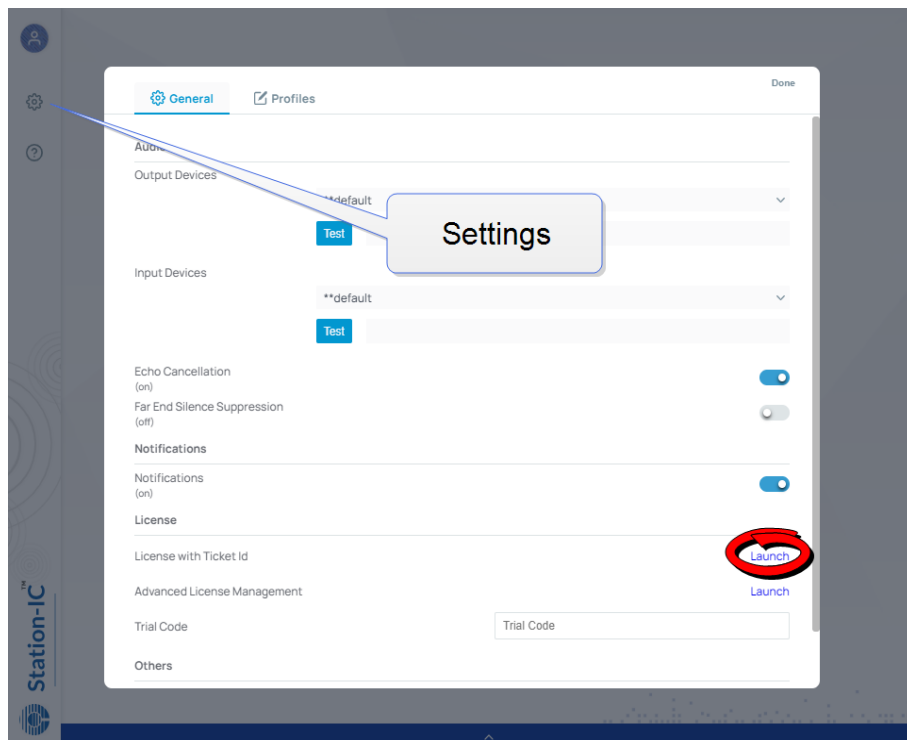 Done
General
Profiles
Audio
Output Devices
**default
Test
Settings
Input Devices
**default
Test
Echo Cancellation
(on)
Far End Silence Suppression
(off)
Notifications
Notifications
(on)
License
License with Ticket Id
Launch
Advanced License Management
Launch
Trial Code
Trial Code
Others
Station-IC™